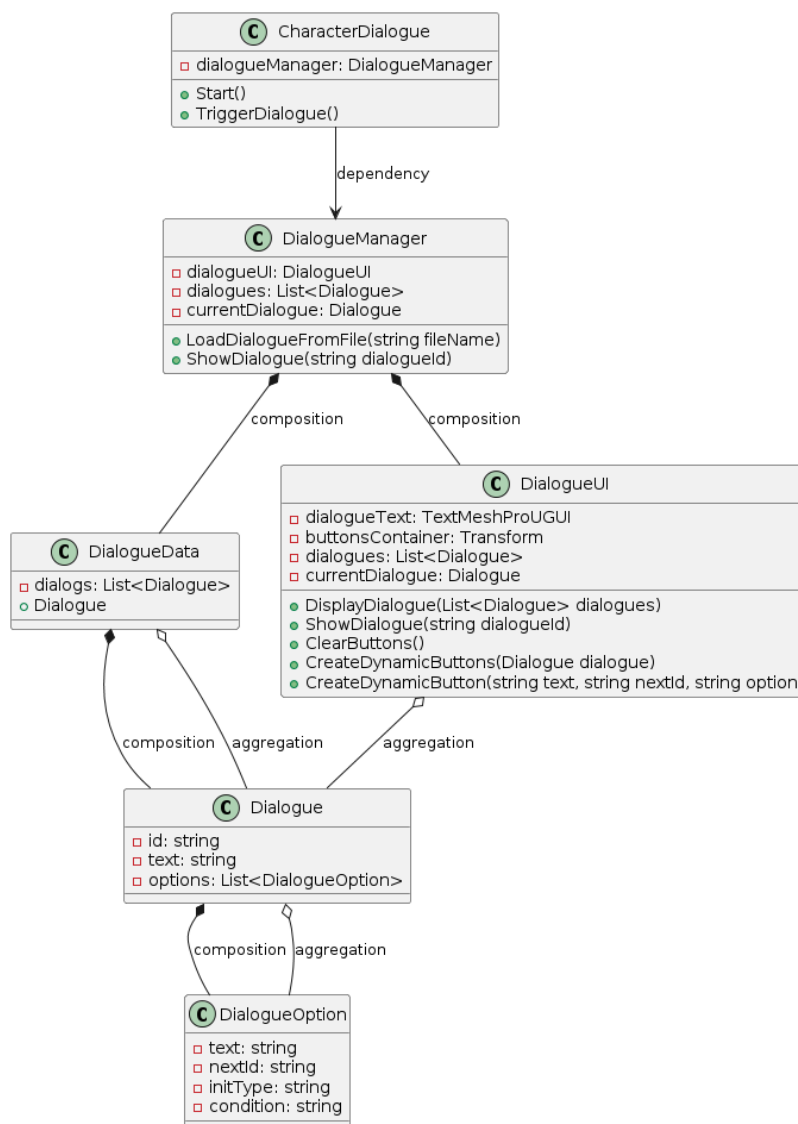 C CharacterDialogue
dialogueManager: DialogueManager
Start()
TriggerDialogue()
dependency
C DialogueManager
dialogueUI: DialogueUI
dialogues: List<Dialogue>
currentDialogue: Dialogue
LoadDialogueFromFile(string fileName)
ShowDialogue(string dialogueId)
composition
composition
C DialogueUI
dialogueText: TextMeshProUGUI
buttonsContainer: Transform
dialogues: List<Dialogue>
currentDialogue: Dialogue
DisplayDialogue(List<Dialogue> dialogues)
ShowDialogue(string dialogueId)
ClearButtons()
CreateDynamicButtons(Dialogue dialogue)
CreateDynamicButton(string text, string nextId, string option
C DialogueData
dialogs: List<Dialogue>
Dialogue
composition
aggregation
aggregation
C Dialogue
id: string
text: string
options: List<DialogueOption>
composition
aggregation
C DialogueOption
text: string
nextId: string
initType: string
condition: string